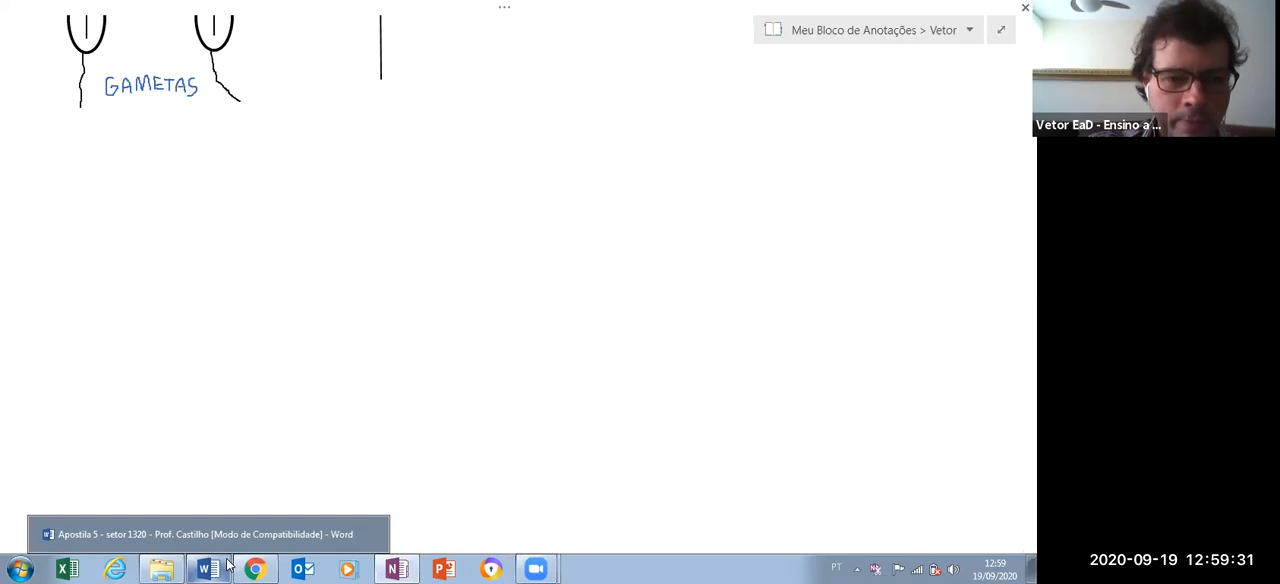 Meu Bloco de Anotações > Vetor
GAMETAS
Vetor EaD - Ensino a ...
Apostila 5 - setor 1320 - Prof. Castilho [Modo de Compatibilidade] - Word
PT
12:59
19/09/2020
2020-09-19 12:59:31